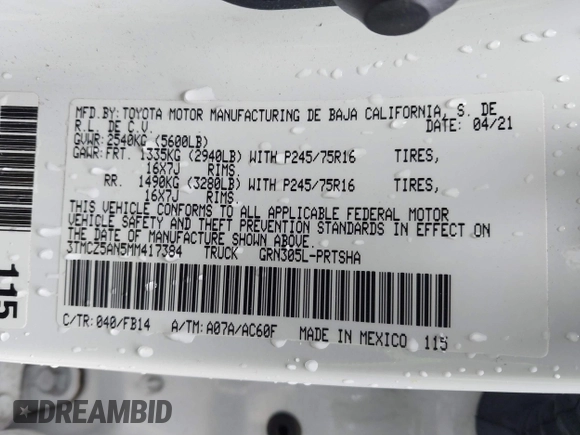 MFD.BY:TOYOTA MOTOR MANUFACTURING DE BAJA CALIFORNIA, S. DE
R.L. DE C.V. DATE: 04/21
GVWR:2540KG (5600LB)
GAWR:FRT. 1335KG (2940LB) WITH P245/75R16 TIRES,
16X7J RIMS.
RR. 1490KG (3280LB) WITH P245/75R16 TIRES,
16X7J RIMS.
THIS VEHICLE CONFORMS TO ALL APPLICABLE FEDERAL MOTOR
VEHICLE SAFETY AND THEFT PREVENTION STANDARDS IN EFFECT ON
THE DATE OF MANUFACTURE SHOWN ABOVE.
3TMCZ5AN5MM417384 TRUCK GRN305L-PRTSHA
C/TR:040/FB14 A/TM:A07A/AC60F MADE IN MEXICO 115
115
DREAMBID